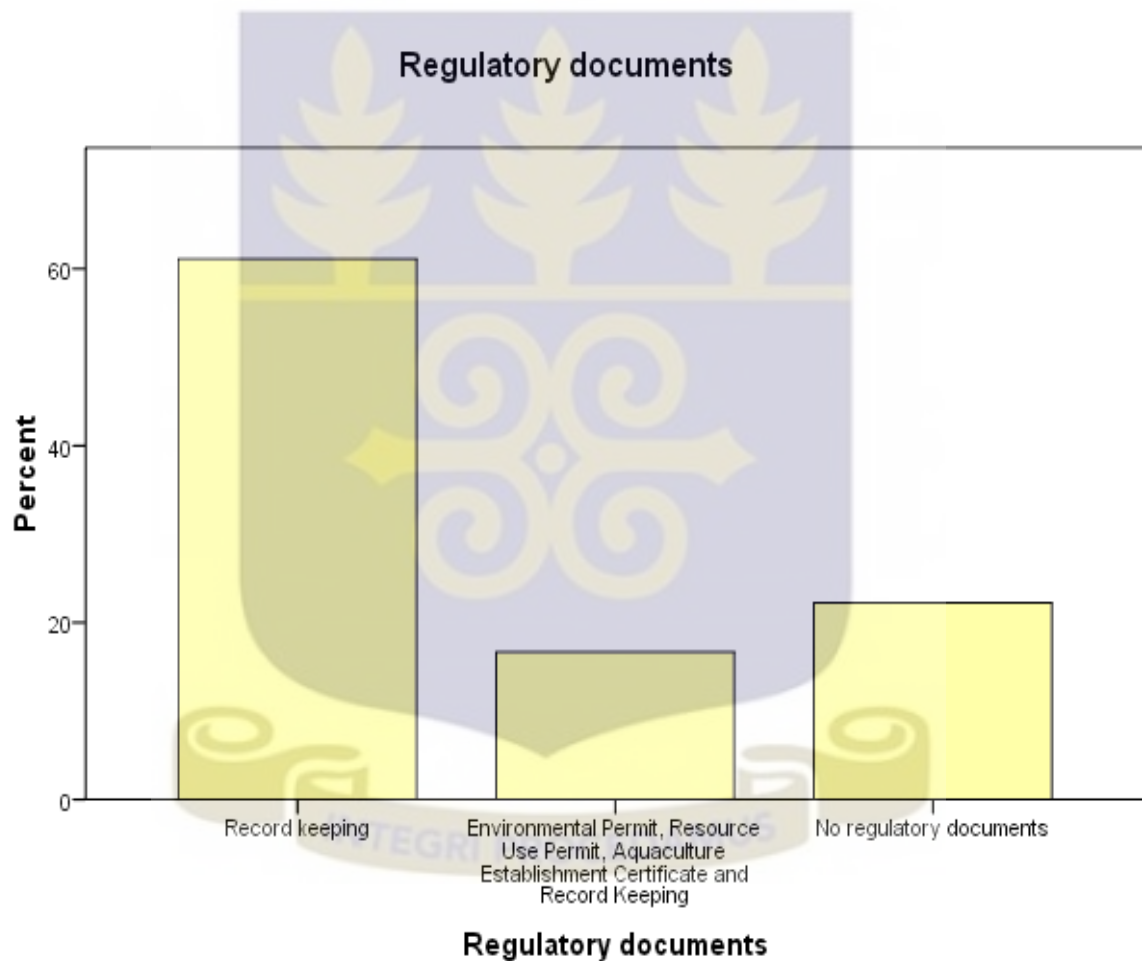 Regulatory documents
Percent
60
40
20
0
Record keeping
Environmental Permit, Resource
Use Permit, Aquaculture
Establishment Certificate and
Record Keeping
No regulatory documents
Regulatory documents